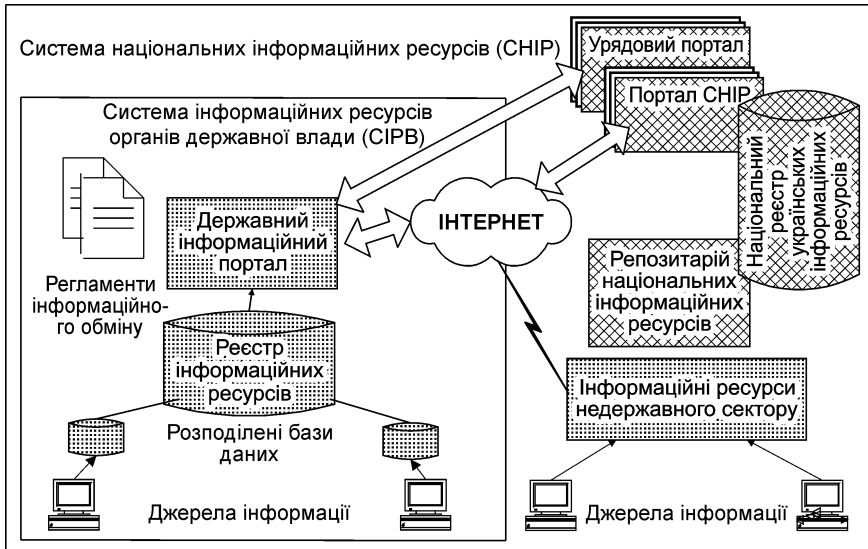 Система національних інформаційних ресурсів (СНІР)
Урядовий портал
Портал СНІР
Національний
реєстр
українських
інформаційних
ресурсів
Система інформаційних ресурсів
органів державної влади (СІРВ)
Державний
інформаційний
портал
ІНТЕРНЕТ
Регламенти
інформаційно-
го обміну
Репозитарій
національних
інформаційних
ресурсів
Реєстр
інформаційних
ресурсів
Інформаційні ресурси
недержавного сектору
Розподілені бази
даних
Джерела інформації
Джерела інформації